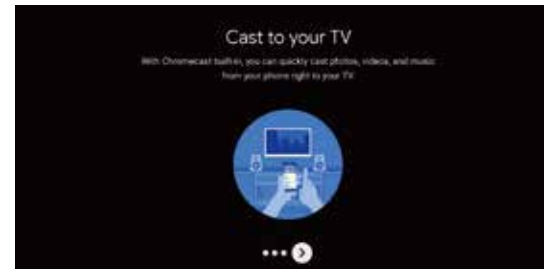 Cast to your TV
With Chromecast built-in, you can quickly cast photos, videos, and music
from your phone right to your TV